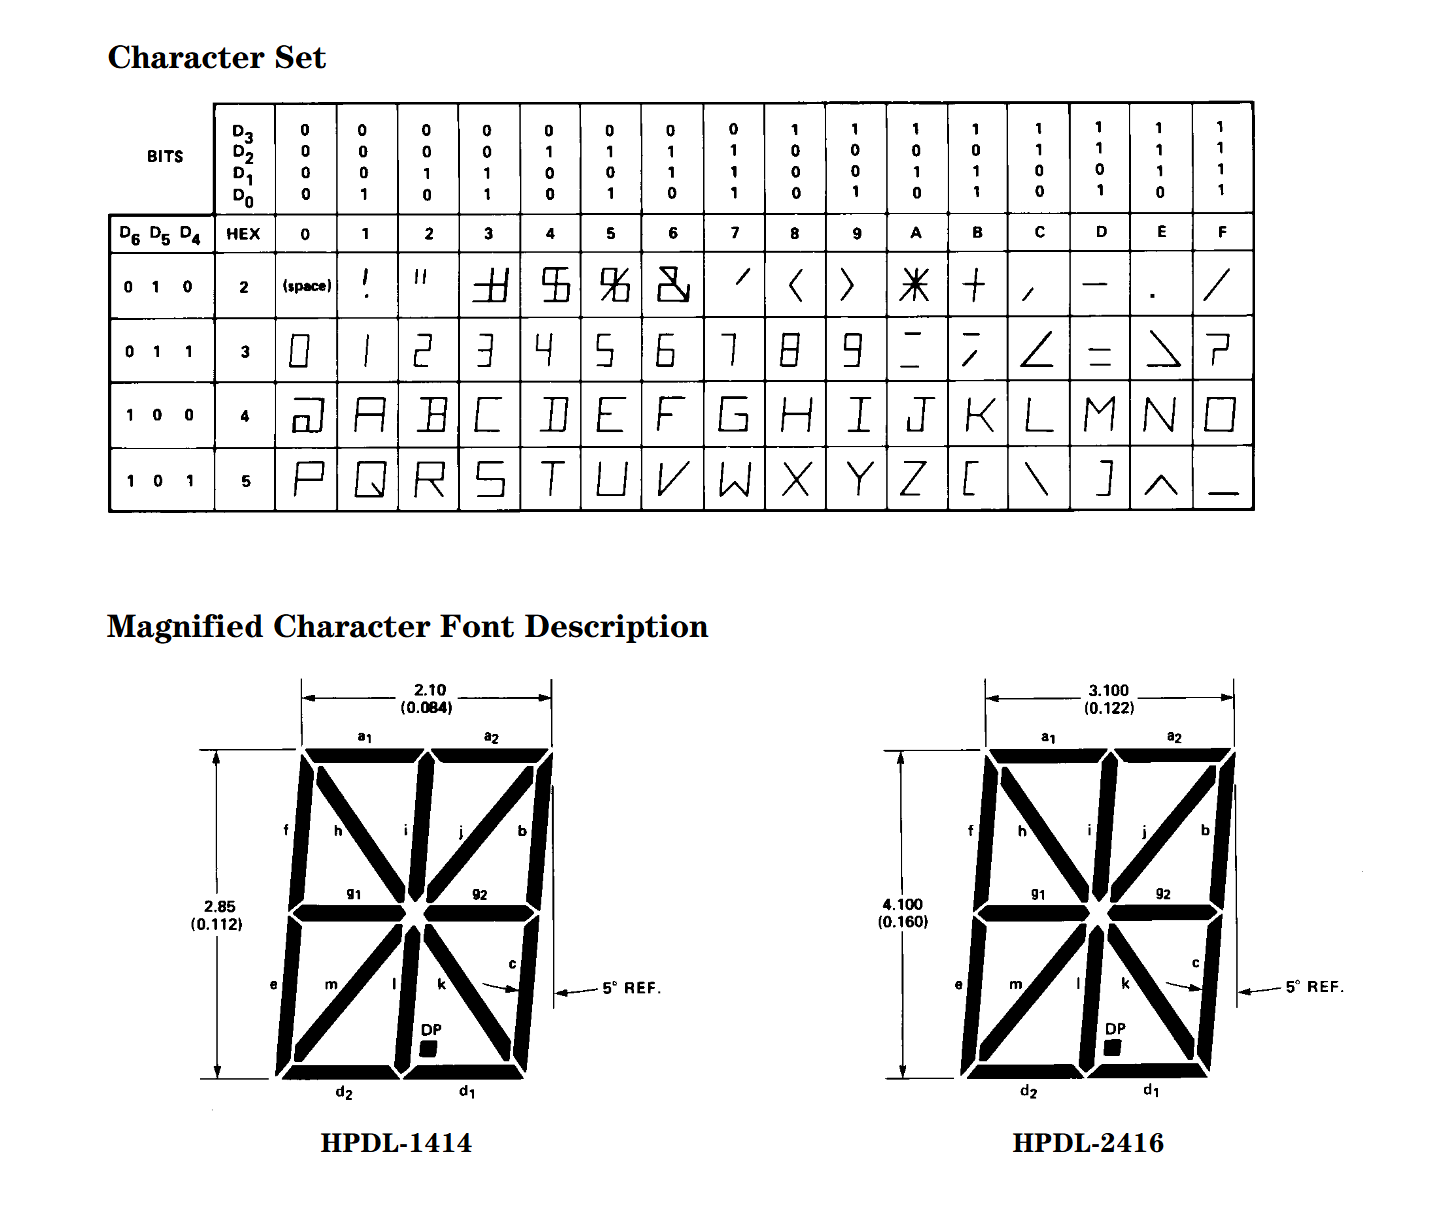 Character Set
BITS D3 0 0 0 0 0 0 0 0 1 1 1 1 1 1 1 1
D2 0 0 0 0 1 1 1 1 0 0 0 0 1 1 1 1
D1 0 0 1 1 0 0 1 1 0 0 1 1 0 0 1 1
D0 0 1 0 1 0 1 0 1 0 1 0 1 0 1 0 1
D6 D5 D4 HEX 0 1 2 3 4 5 6 7 8 9 A B C D E F
0 1 0 2 (space) ! " # $ % & ' < > * + , - . /
0 1 1 3 0 1 2 3 4 5 6 7 8 9 : ; < = > ?
1 0 0 4 @ A B C D E F G H I J K L M N O
1 0 1 5 P Q R S T U V W X Y Z [ \ ] ^ _
Magnified Character Font Description
2.10
(0.084)
a1 a2
f h i j b
g1 g2
2.85
(0.112)
e m l k c
5° REF.
DP
d2 d1
HPDL-1414
3.100
(0.122)
a1 a2
f h i j b
g1 g2
4.100
(0.160)
e m l k c
5° REF.
DP
d2 d1
HPDL-2416